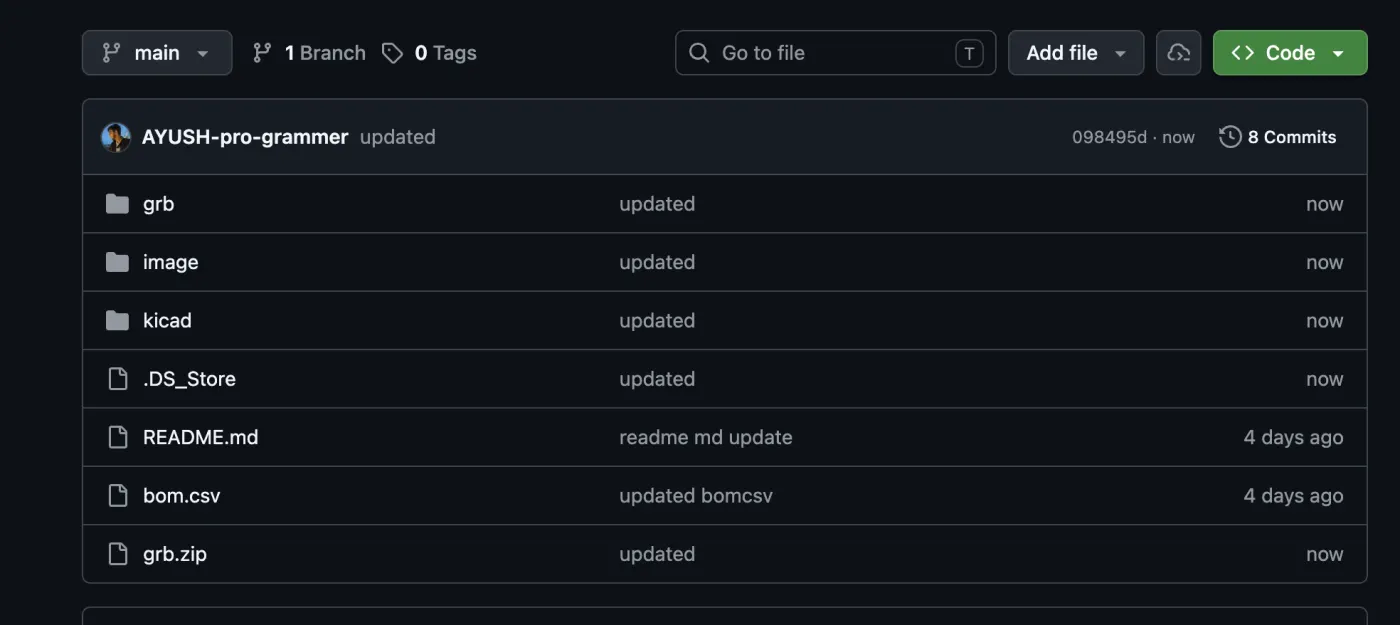 main 1 Branch 0 Tags Go to file T Add file Code
AYUSH-pro-grammer updated 098495d · now 8 Commits
grb updated now
image updated now
kicad updated now
.DS_Store updated now
README.md readme md update 4 days ago
bom.csv updated bomcsv 4 days ago
grb.zip updated now